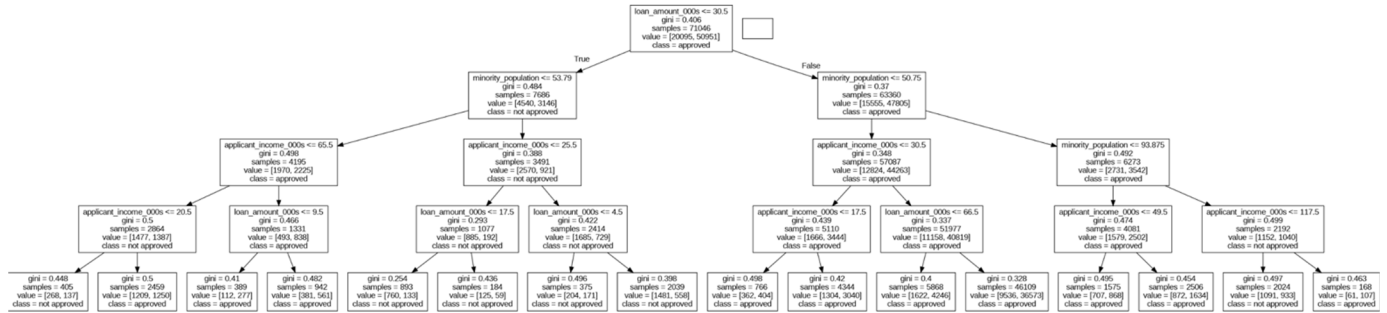 loan_amount_000s <= 30.5
gini = 0.406
samples = 71046
value = [20095, 50951]
class = approved
True
False
minority_population <= 53.79
gini = 0.484
samples = 7686
value = [4540, 3146]
class = not approved
minority_population <= 50.75
gini = 0.37
samples = 63360
value = [15555, 47805]
class = approved
applicant_income_000s <= 65.5
gini = 0.498
samples = 4195
value = [1970, 2225]
class = approved
applicant_income_000s <= 25.5
gini = 0.388
samples = 3491
value = [2570, 921]
class = not approved
applicant_income_000s <= 30.5
gini = 0.348
samples = 57087
value = [12824, 44263]
class = approved
minority_population <= 93.875
gini = 0.492
samples = 6273
value = [2731, 3542]
class = approved
applicant_income_000s <= 20.5
gini = 0.5
samples = 2864
value = [1477, 1387]
class = not approved
loan_amount_000s <= 9.5
gini = 0.466
samples = 1331
value = [493, 838]
class = approved
loan_amount_000s <= 17.5
gini = 0.293
samples = 1077
value = [885, 192]
class = not approved
loan_amount_000s <= 4.5
gini = 0.422
samples = 2414
value = [1685, 729]
class = not approved
applicant_income_000s <= 17.5
gini = 0.439
samples = 5110
value = [1666, 3444]
class = approved
loan_amount_000s <= 66.5
gini = 0.337
samples = 51977
value = [11158, 40819]
class = approved
applicant_income_000s <= 49.5
gini = 0.474
samples = 4081
value = [1579, 2502]
class = approved
applicant_income_000s <= 117.5
gini = 0.499
samples = 2192
value = [1152, 1040]
class = not approved
gini = 0.448
samples = 405
value = [268, 137]
class = not approved
gini = 0.5
samples = 2459
value = [1209, 1250]
class = approved
gini = 0.41
samples = 389
value = [112, 277]
class = approved
gini = 0.482
samples = 942
value = [381, 561]
class = approved
gini = 0.254
samples = 893
value = [760, 133]
class = not approved
gini = 0.436
samples = 184
value = [125, 59]
class = not approved
gini = 0.496
samples = 375
value = [204, 171]
class = not approved
gini = 0.398
samples = 2039
value = [1481, 558]
class = not approved
gini = 0.498
samples = 766
value = [362, 404]
class = approved
gini = 0.42
samples = 4344
value = [1304, 3040]
class = approved
gini = 0.4
samples = 5868
value = [1622, 4246]
class = approved
gini = 0.328
samples = 46109
value = [9536, 36573]
class = approved
gini = 0.495
samples = 1575
value = [707, 868]
class = approved
gini = 0.454
samples = 2506
value = [872, 1634]
class = approved
gini = 0.497
samples = 2024
value = [1091, 933]
class = not approved
gini = 0.463
samples = 168
value = [61, 107]
class = approved